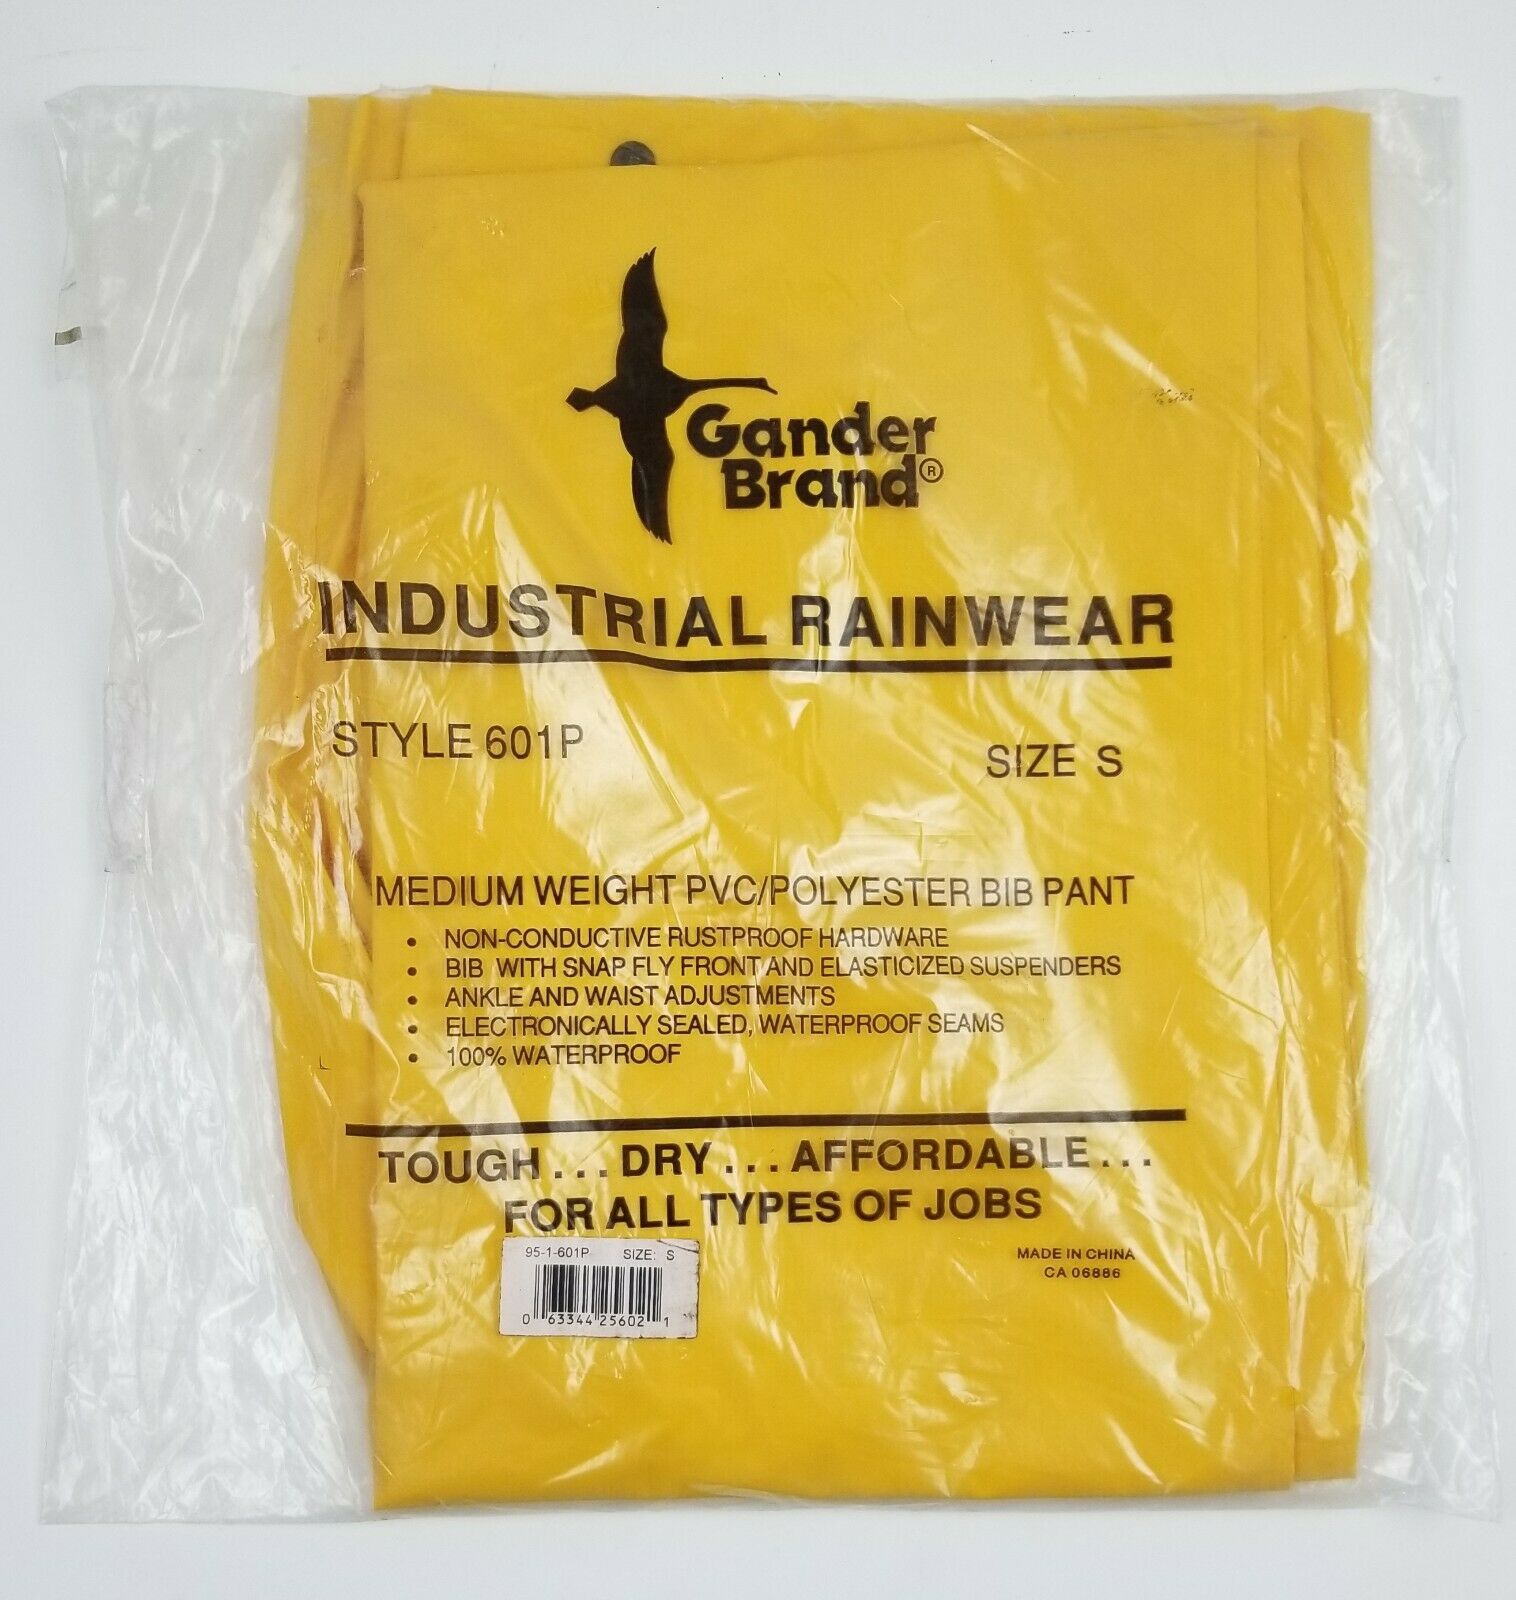 Gander
Brand®
INDUSTRIAL RAINWEAR
STYLE 601P SIZE S
MEDIUM WEIGHT PVC/POLYESTER BIB PANT
• NON-CONDUCTIVE RUSTPROOF HARDWARE
• BIB WITH SNAP FLY FRONT AND ELASTICIZED SUSPENDERS
• ANKLE AND WAIST ADJUSTMENTS
• ELECTRONICALLY SEALED, WATERPROOF SEAMS
• 100% WATERPROOF
TOUGH... DRY... AFFORDABLE...
FOR ALL TYPES OF JOBS
95-1-601P SIZE: S
0 63344 25602 1
MADE IN CHINA
CA 06886